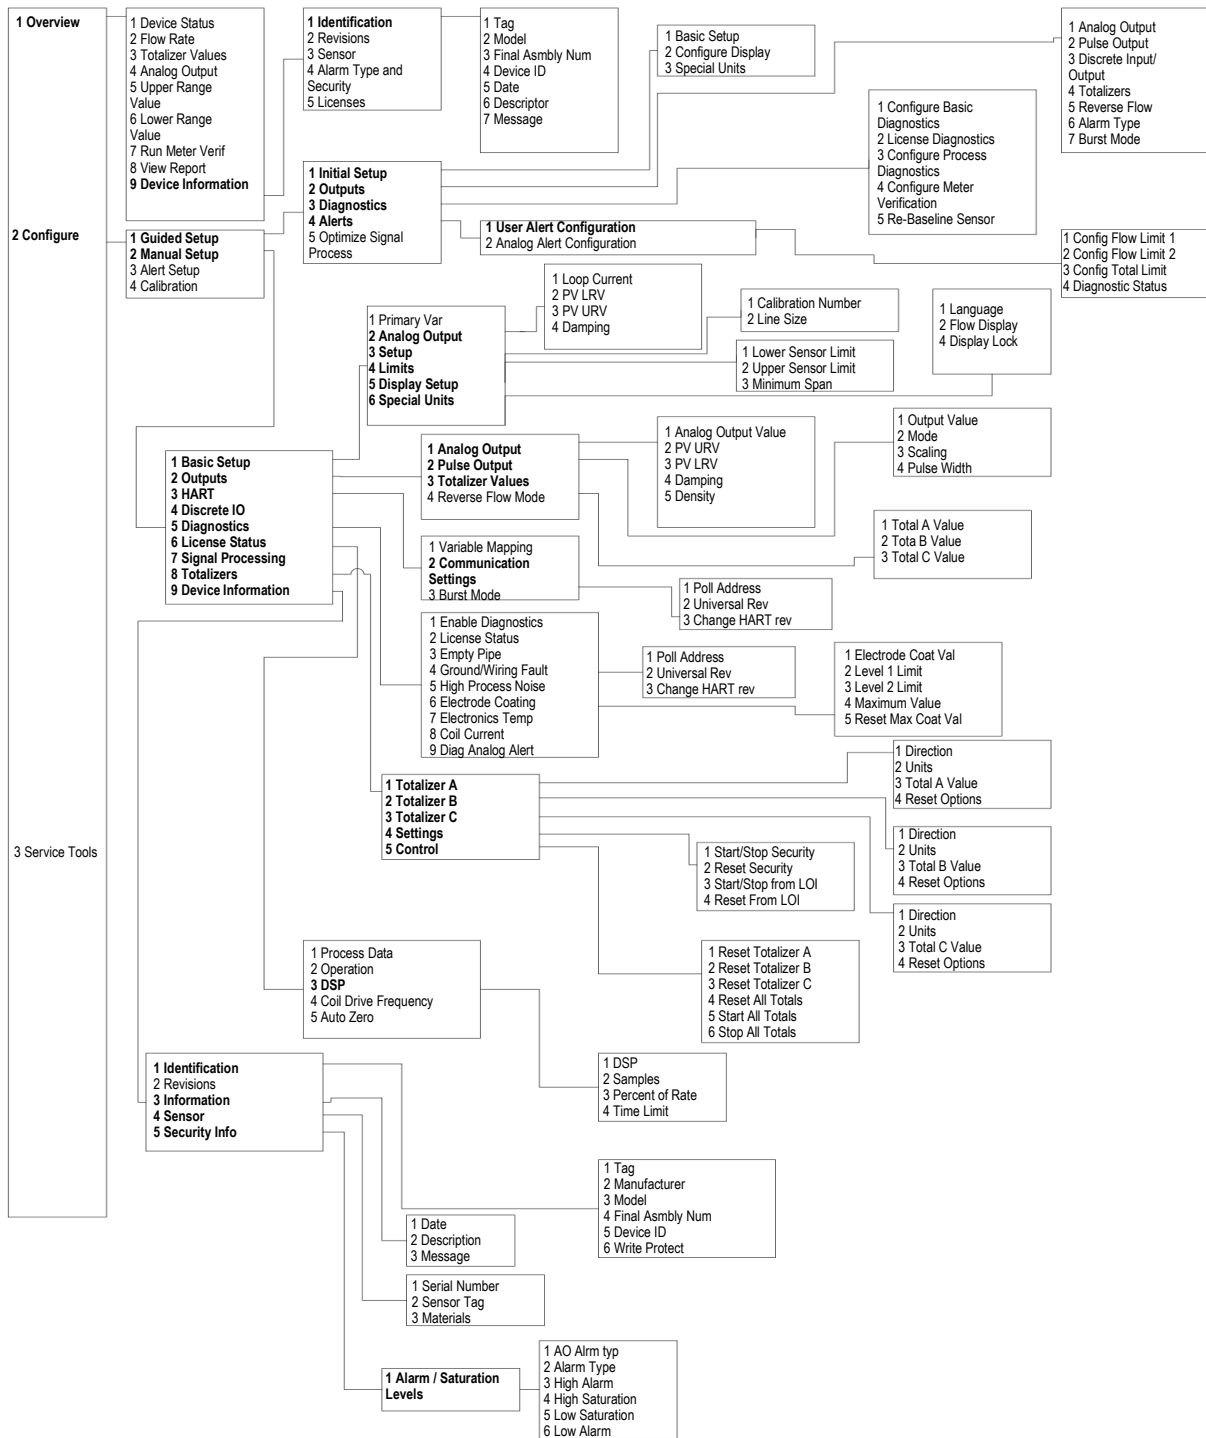 1 Overview
2 Configure
3 Service Tools
1 Device Status
2 Flow Rate
3 Totalizer Values
4 Analog Output
5 Upper Range
Value
6 Lower Range
Value
7 Run Meter Verif
8 View Report
9 Device Information
1 Identification
2 Revisions
3 Sensor
4 Alarm Type and
Security
5 Licenses
1 Tag
2 Model
3 Final Asmbly Num
4 Device ID
5 Date
6 Descriptor
7 Message
1 Basic Setup
2 Configure Display
3 Special Units
1 Analog Output
2 Pulse Output
3 Discrete Input/
Output
4 Totalizers
5 Reverse Flow
6 Alarm Type
7 Burst Mode
1 Configure Basic
Diagnostics
2 License Diagnostics
3 Configure Process
Diagnostics
4 Configure Meter
Verification
5 Re-Baseline Sensor
1 Initial Setup
2 Outputs
3 Diagnostics
4 Alerts
5 Optimize Signal
Process
1 Guided Setup
2 Manual Setup
3 Alert Setup
4 Calibration
1 User Alert Configuration
2 Analog Alert Configuration
1 Config Flow Limit 1
2 Config Flow Limit 2
3 Config Total Limit
4 Diagnostic Status
1 Primary Var
2 Analog Output
3 Setup
4 Limits
5 Display Setup
6 Special Units
1 Loop Current
2 PV LRV
3 PV URV
4 Damping
1 Calibration Number
2 Line Size
1 Lower Sensor Limit
2 Upper Sensor Limit
3 Minimum Span
1 Language
2 Flow Display
4 Display Lock
1 Basic Setup
2 Outputs
3 HART
4 Discrete IO
5 Diagnostics
6 License Status
7 Signal Processing
8 Totalizers
9 Device Information
1 Analog Output
2 Pulse Output
3 Totalizer Values
4 Reverse Flow Mode
1 Analog Output Value
2 PV URV
3 PV LRV
4 Damping
5 Density
1 Output Value
2 Mode
3 Scaling
4 Pulse Width
1 Total A Value
2 Tota B Value
3 Total C Value
1 Variable Mapping
2 Communication
Settings
3 Burst Mode
1 Poll Address
2 Universal Rev
3 Change HART rev
1 Enable Diagnostics
2 License Status
3 Empty Pipe
4 Ground/Wiring Fault
5 High Process Noise
6 Electrode Coating
7 Electronics Temp
8 Coil Current
9 Diag Analog Alert
1 Poll Address
2 Universal Rev
3 Change HART rev
1 Electrode Coat Val
2 Level 1 Limit
3 Level 2 Limit
4 Maximum Value
5 Reset Max Coat Val
1 Totalizer A
2 Totalizer B
3 Totalizer C
4 Settings
5 Control
1 Direction
2 Units
3 Total A Value
4 Reset Options
1 Direction
2 Units
3 Total B Value
4 Reset Options
1 Direction
2 Units
3 Total C Value
4 Reset Options
1 Start/Stop Security
2 Reset Security
3 Start/Stop from LOI
4 Reset From LOI
1 Reset Totalizer A
2 Reset Totalizer B
3 Reset Totalizer C
4 Reset All Totals
5 Start All Totals
6 Stop All Totals
1 Process Data
2 Operation
3 DSP
4 Coil Drive Frequency
5 Auto Zero
1 DSP
2 Samples
3 Percent of Rate
4 Time Limit
1 Identification
2 Revisions
3 Information
4 Sensor
5 Security Info
1 Tag
2 Manufacturer
3 Model
4 Final Asmbly Num
5 Device ID
6 Write Protect
1 Date
2 Description
3 Message
1 Serial Number
2 Sensor Tag
3 Materials
1 Alarm / Saturation
Levels
1 AO Alrm typ
2 Alarm Type
3 High Alarm
4 High Saturation
5 Low Saturation
6 Low Alarm